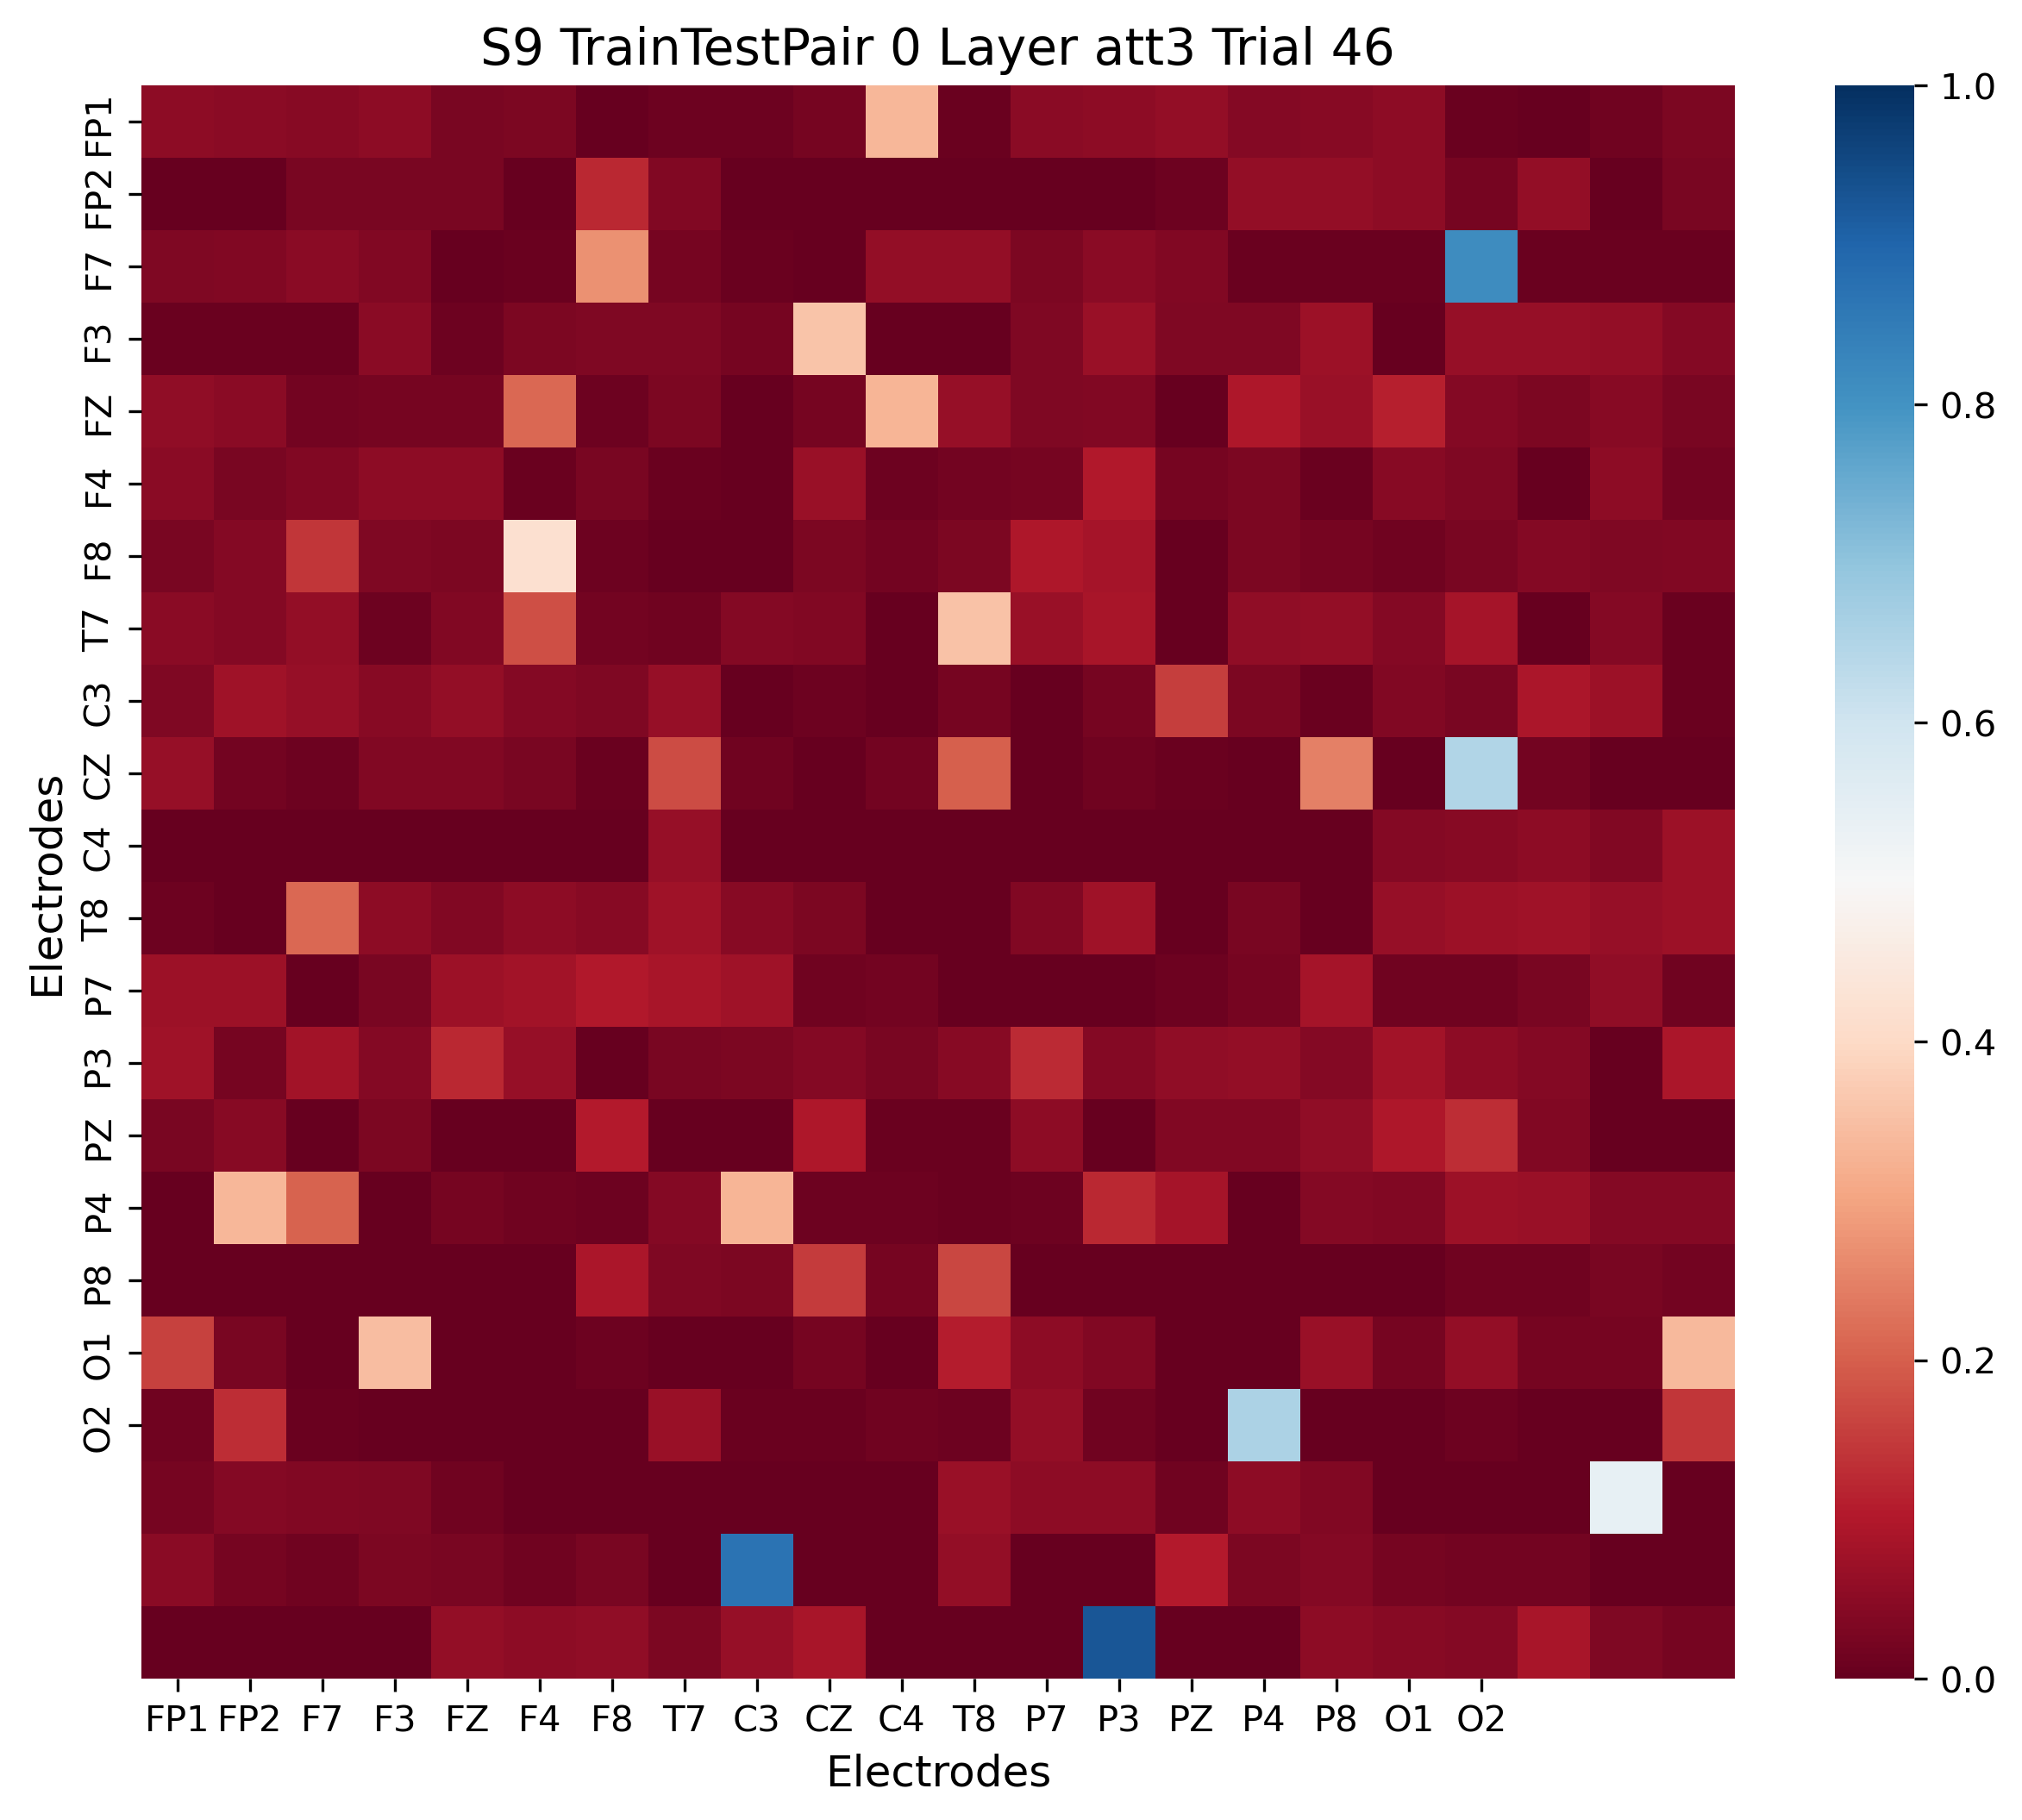 S9 TrainTestPair 0 Layer att3 Trial 46
Electrodes
FP1
FP2
F7
F3
FZ
F4
F8
T7
C3
CZ
C4
T8
P7
P3
PZ
P4
P8
O1
O2
FP1 FP2 F7 F3 FZ F4 F8 T7 C3 CZ C4 T8 P7 P3 PZ P4 P8 O1 O2
Electrodes
1.0
0.8
0.6
0.4
0.2
0.0